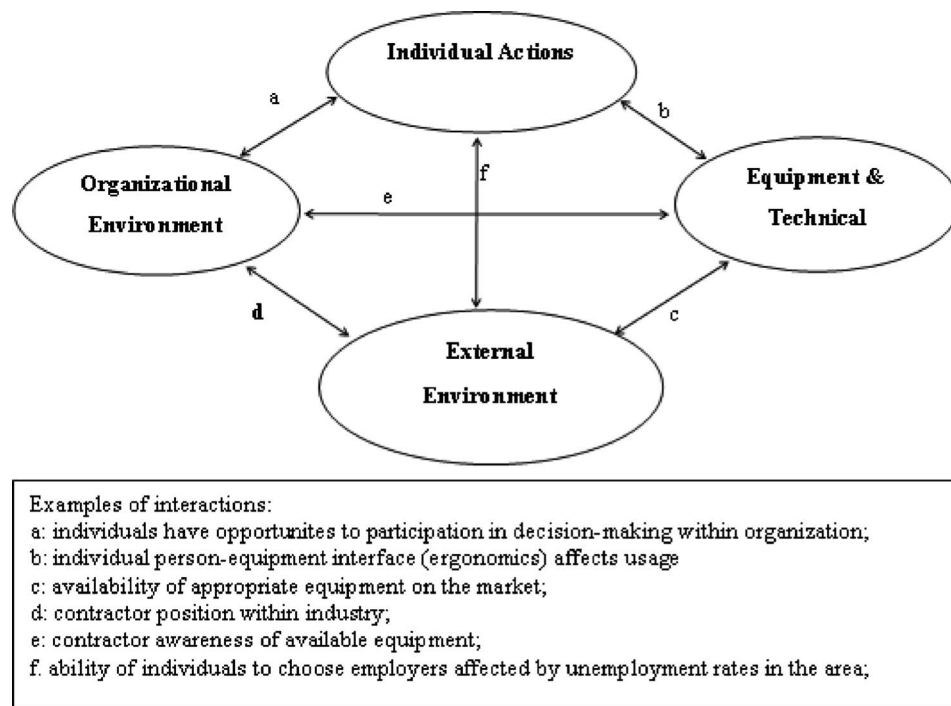 Individual Actions
a
b
Organizational
Environment
f
e
Equipment &
Technical
d
c
External
Environment
Examples of interactions:
a: individuals have opportunites to participation in decision-making within organization;
b: individual person-equipment interface (ergonomics) affects usage
c: availability of appropriate equipment on the market;
d: contractor position within industry;
e: contractor awareness of available equipment;
f. ability of individuals to choose employers affected by unemployment rates in the area;